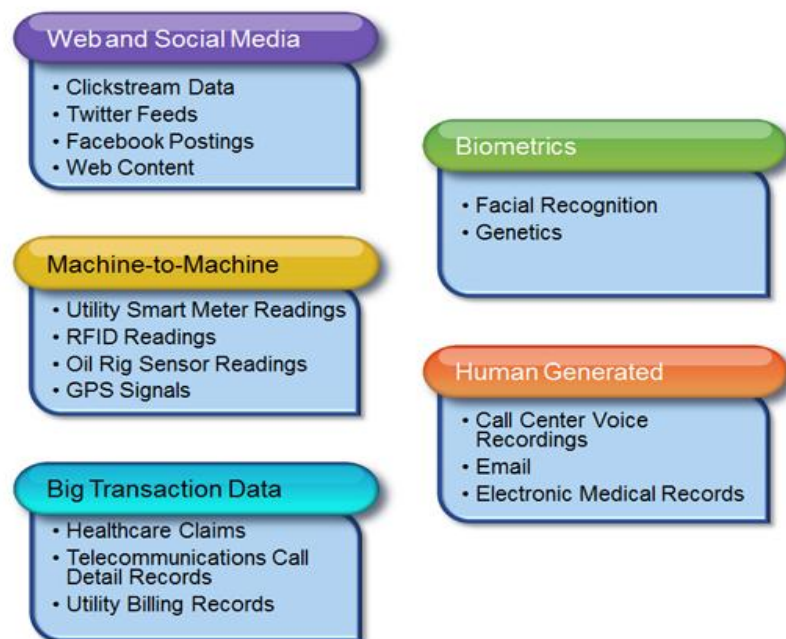 Web and Social Media
• Clickstream Data
• Twitter Feeds
• Facebook Postings
• Web Content
Machine-to-Machine
• Utility Smart Meter Readings
• RFID Readings
• Oil Rig Sensor Readings
• GPS Signals
Big Transaction Data
• Healthcare Claims
• Telecommunications Call
Detail Records
• Utility Billing Records
Biometrics
• Facial Recognition
• Genetics
Human Generated
• Call Center Voice
Recordings
• Email
• Electronic Medical Records